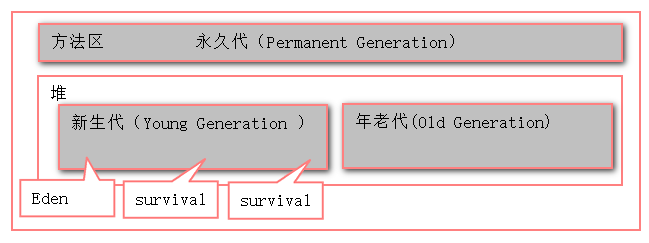 方法区 永久代（Permanent Generation）
堆
新生代（Young Generation ）
年老代(Old Generation)
Eden
survival
survival